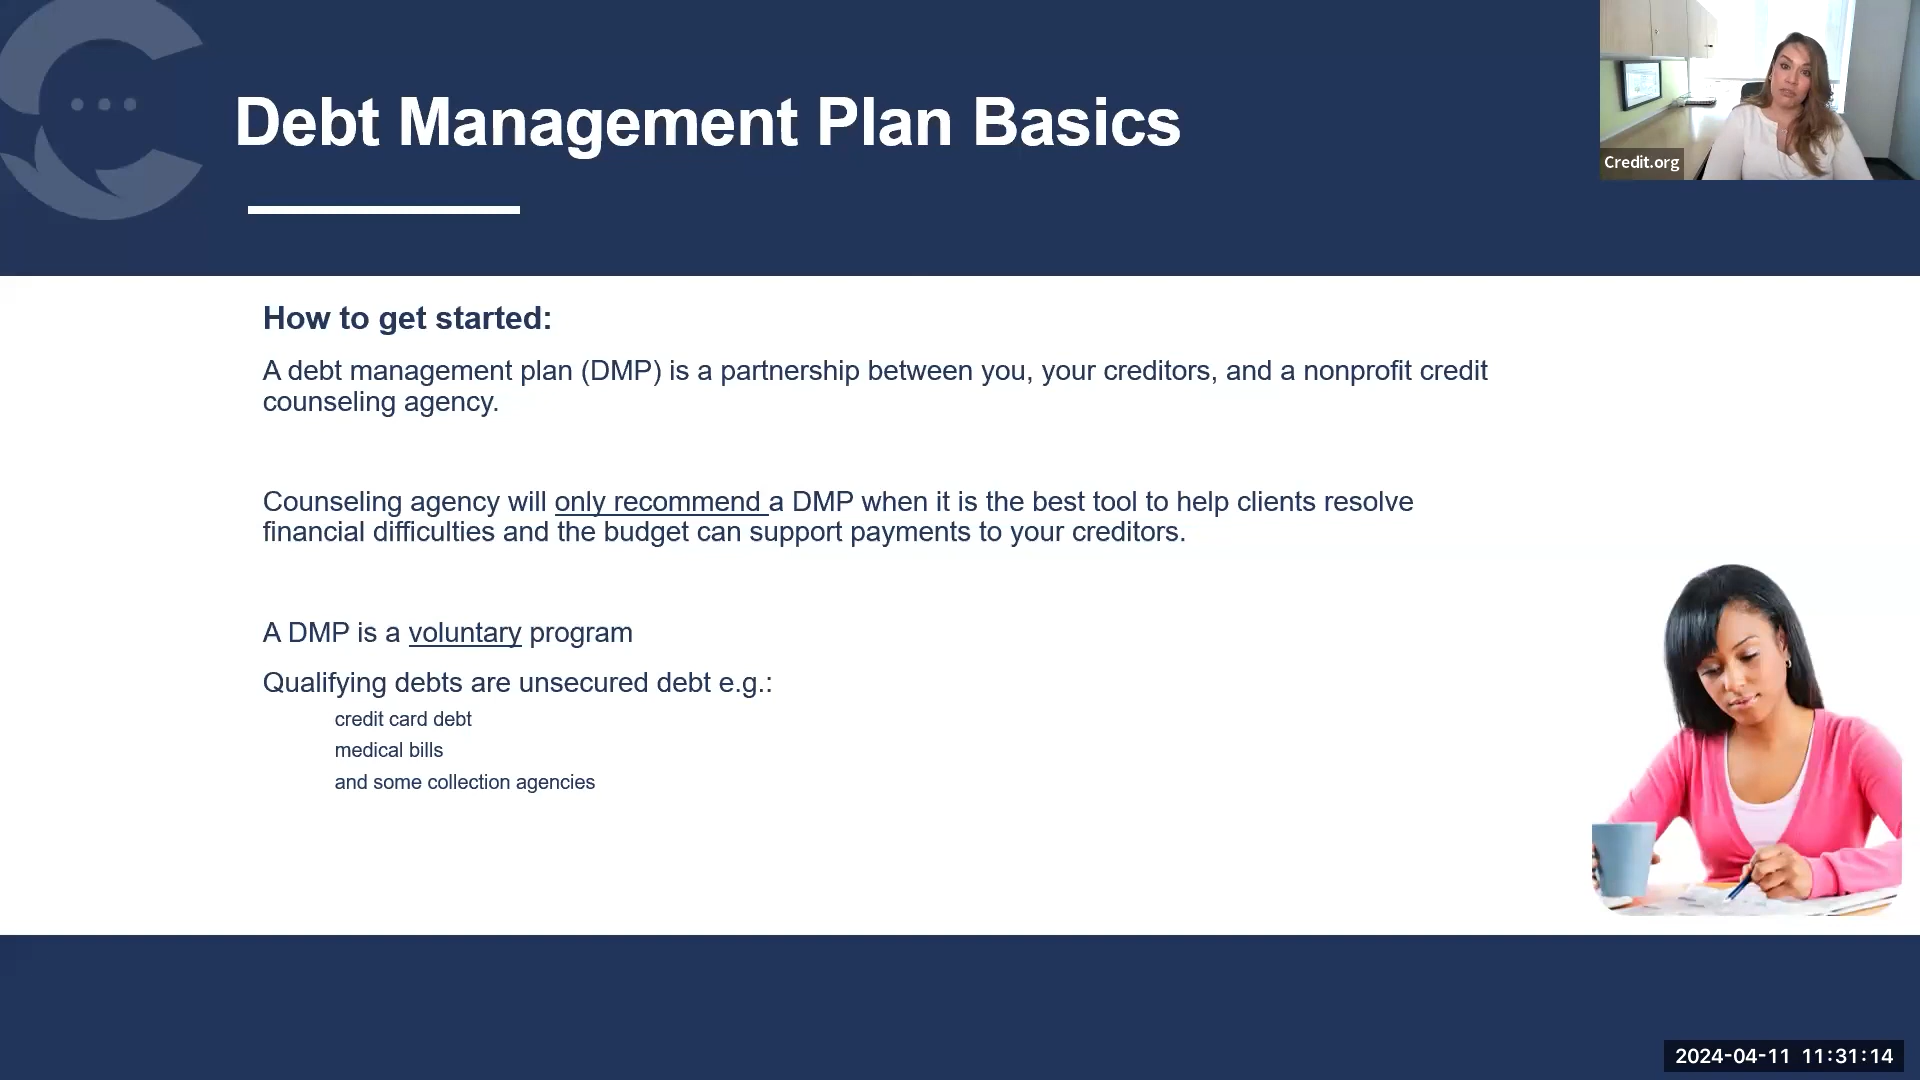 Debt Management Plan Basics
Credit.org
How to get started:
A debt management plan (DMP) is a partnership between you, your creditors, and a nonprofit credit
counseling agency.
Counseling agency will only recommend a DMP when it is the best tool to help clients resolve
financial difficulties and the budget can support payments to your creditors.
A DMP is a voluntary program
Qualifying debts are unsecured debt e.g.:
credit card debt
medical bills
and some collection agencies
2024-04-11 11:31:14